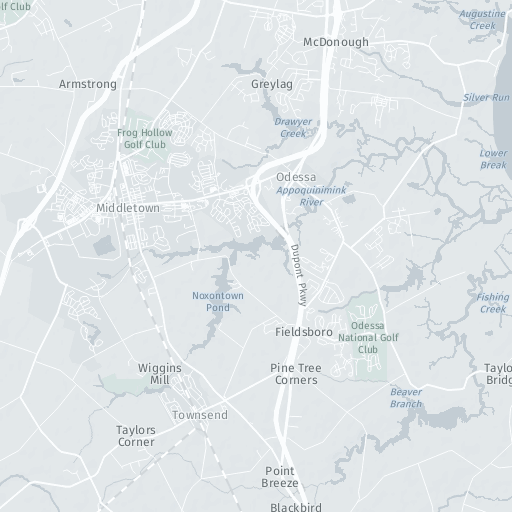 lf Club
Augustine
Creek
McDonough
Armstrong
Greylag
Silver Run
Drawyer
Creek
Frog Hollow
Golf Club
Lower
Break
Odessa
Appoquinimink
River
Middletown
Dupont Pkwy
Noxontown
Pond
Fishing
Creek
Fieldsboro
Odessa
National Golf
Club
Wiggins
Mill
Pine Tree
Corners
Taylo
Bridg
Beaver
Branch
Townsend
Taylors
Corner
Point
Breeze
Blackbird